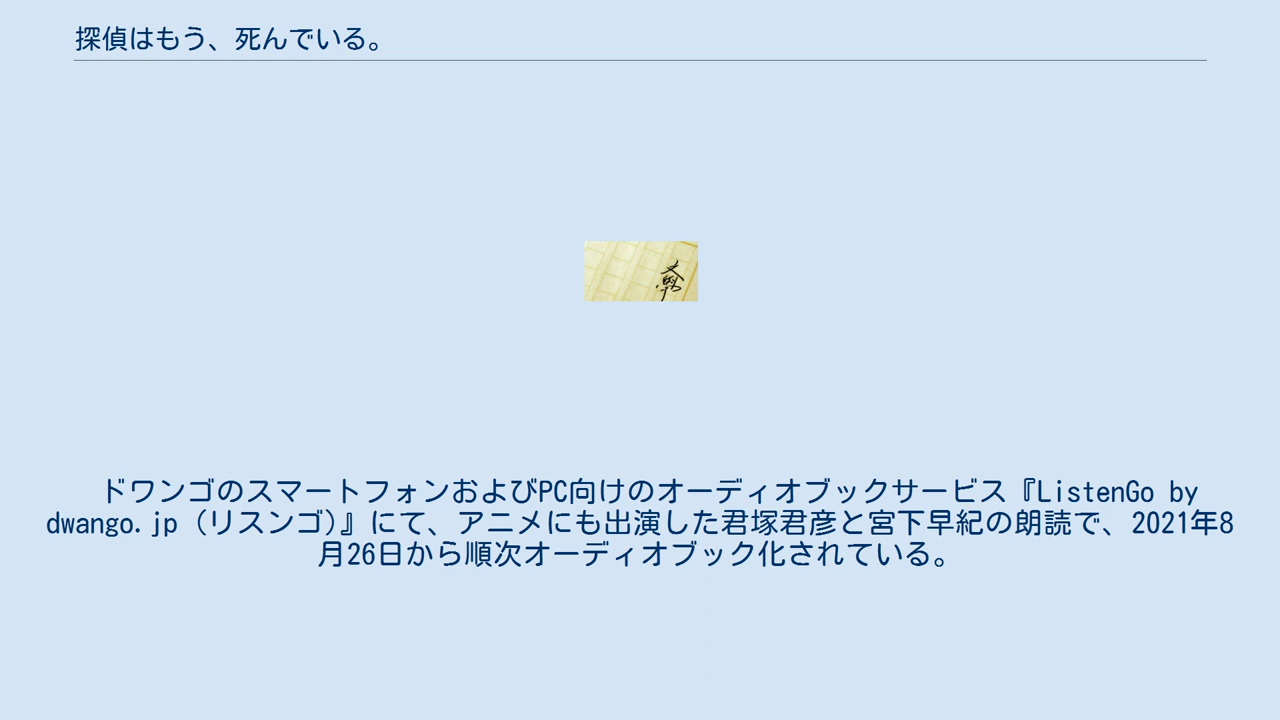 探偵はもう、死んでいる。
ドワンゴのスマートフォンおよびPC向けのオーディオブックサービス『ListenGo by
dwango.jp (リスンゴ)』にて、アニメにも出演した君塚君彦と宮下早紀の朗読で、2021年8
月26日から順次オーディオブック化されている。